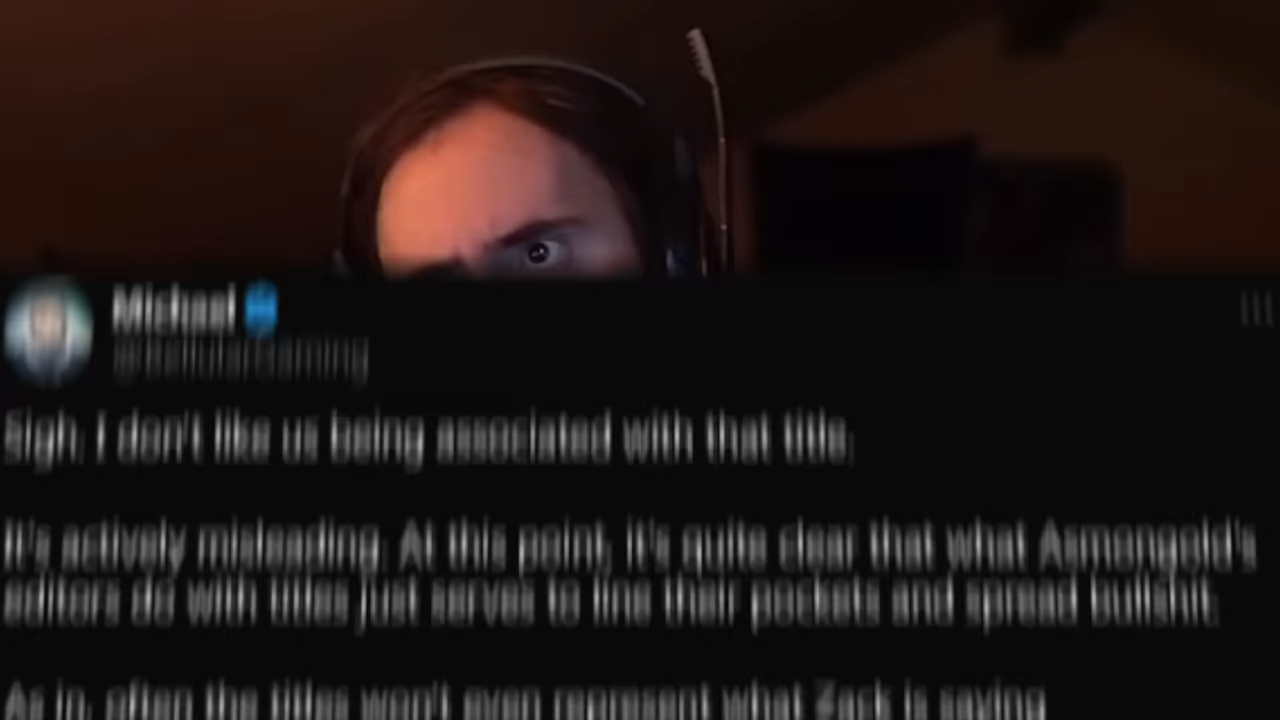 Michael
@BellularGaming
Sigh. I don't like us being associated with that title.
It's actively misleading. At this point, it's quite clear that what Asmongold's
editors do with titles just serves to line their pockets and spread bullshit.
As in, often the titles won't even represent what Zack is saying